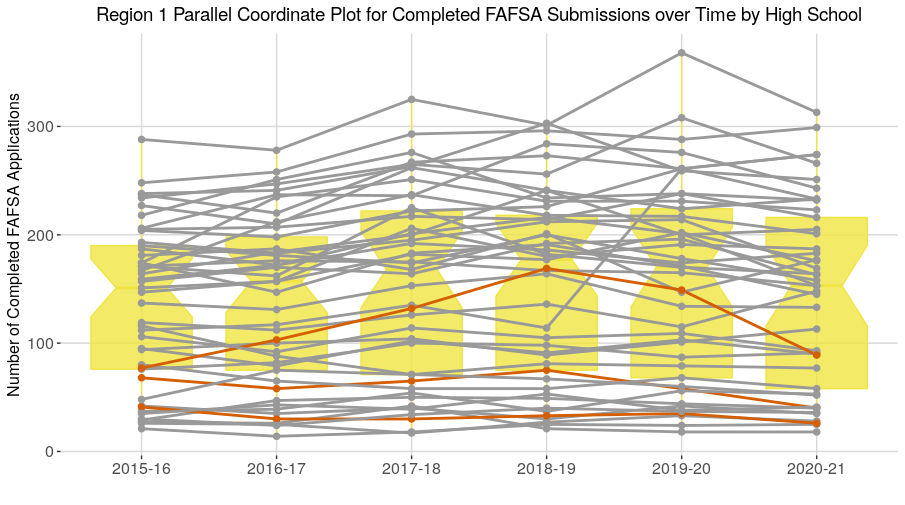 Region 1 Parallel Coordinate Plot for Completed FAFSA Submissions over Time by High School
Number of Completed FAFSA Applications
300
200
100
0
2015-16 2016-17 2017-18 2018-19 2019-20 2020-21